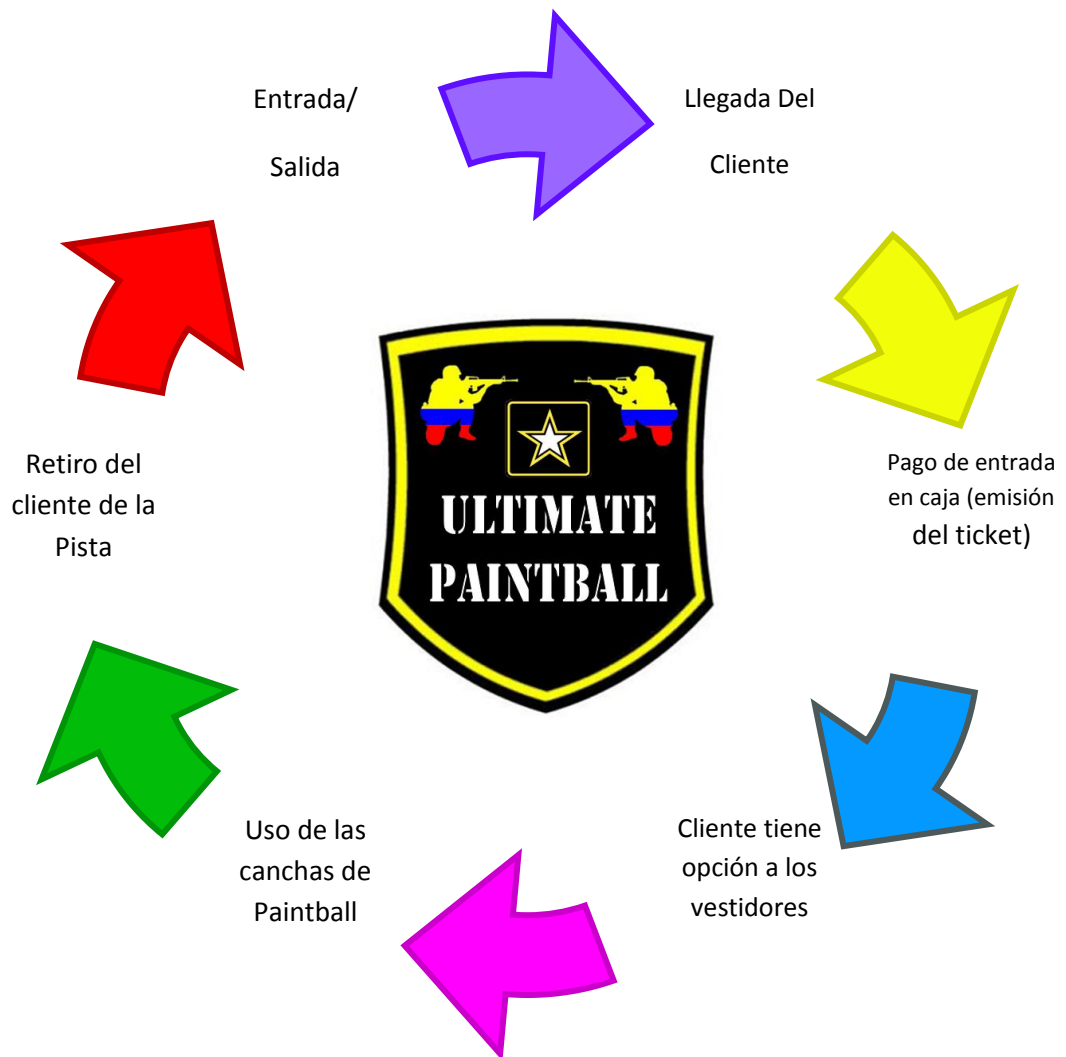 Entrada/
Salida
Llegada Del
Cliente
Pago de entrada
en caja (emisión
del ticket)
Cliente tiene
opción a los
vestidores
Uso de las
canchas de
Paintball
Retiro del
cliente de la
Pista
ULTIMATE
PAINTBALL